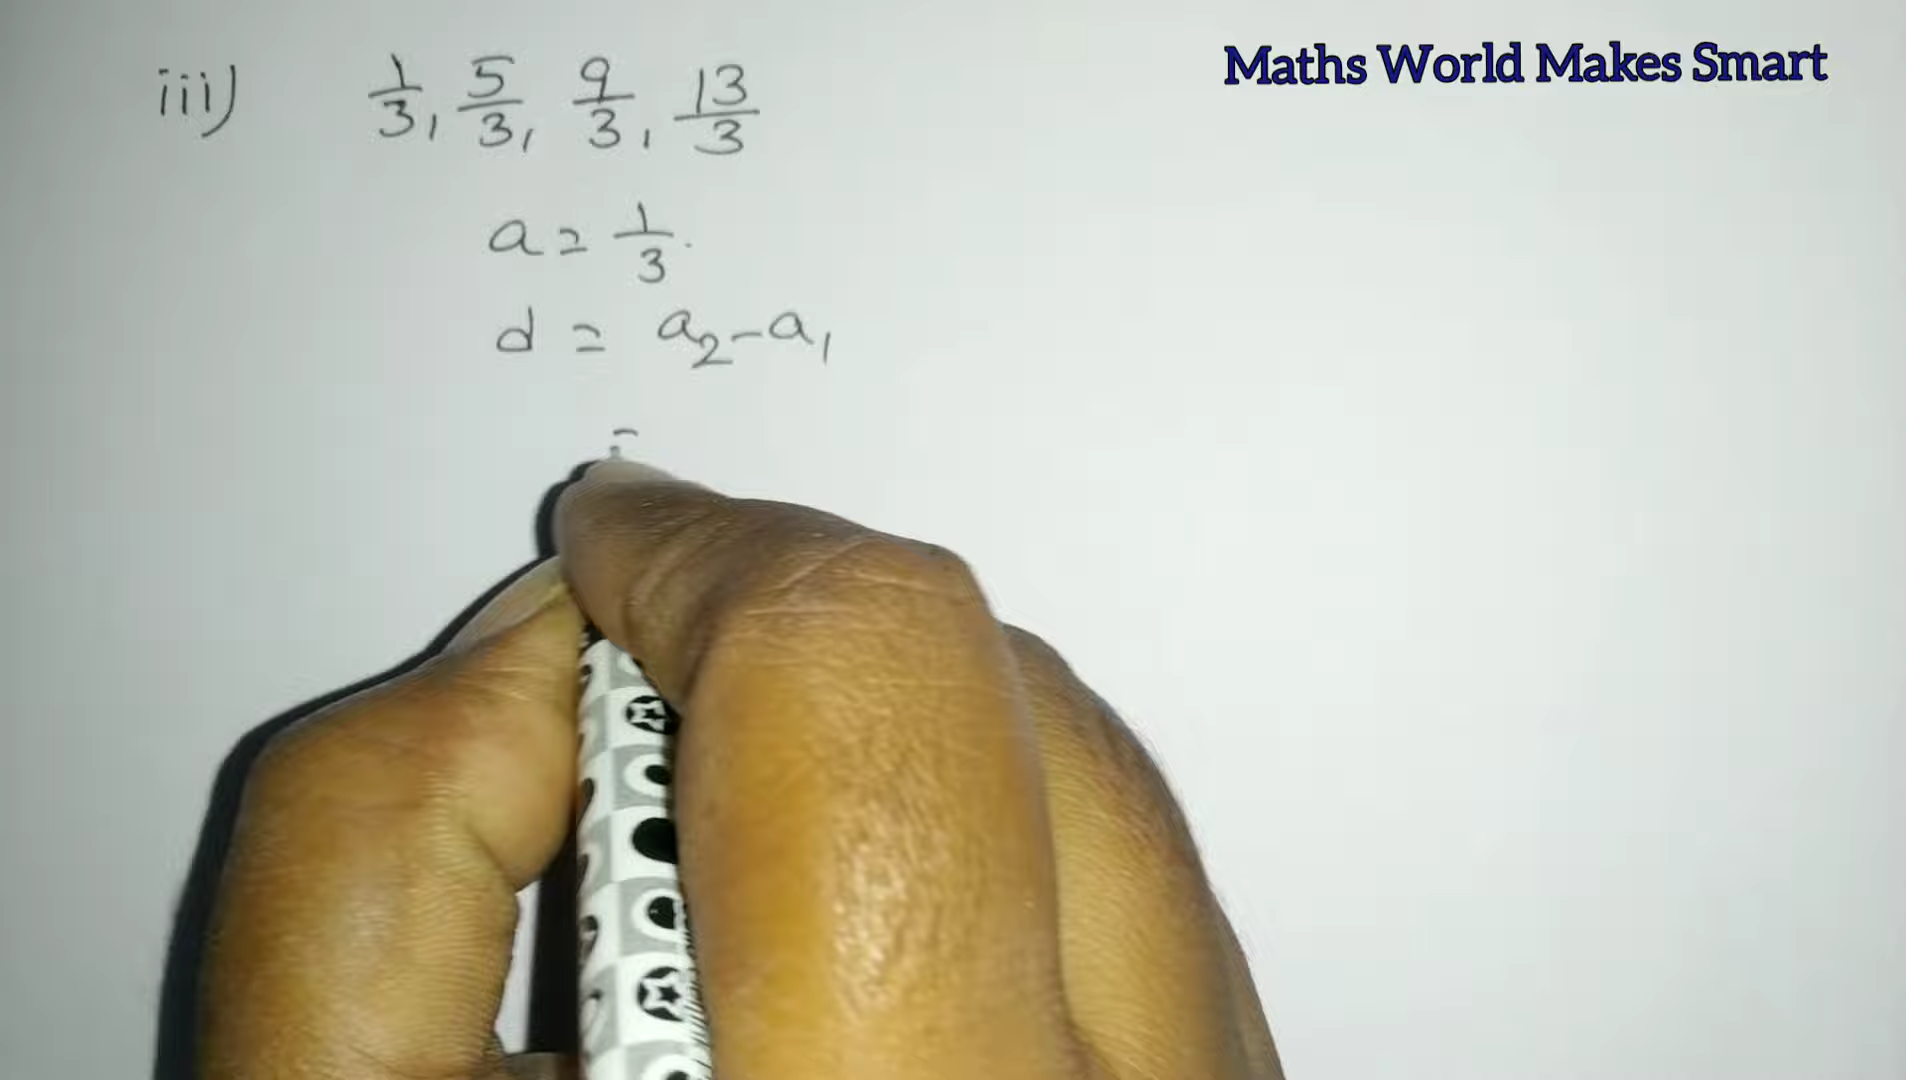 Maths World Makes Smart
iii) 1/3, 5/3, 9/3, 13/3
a = 1/3.
d = a₂ - a₁
=